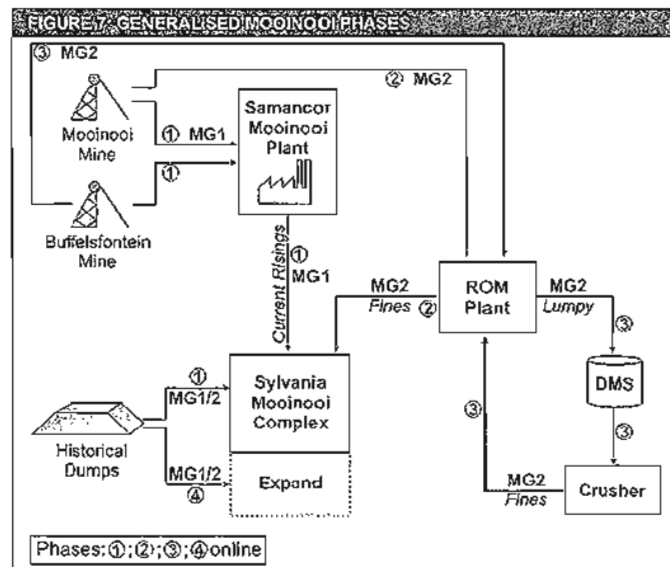 FIGURE 7. GENERALISED MOOINOOI PHASES
③ MG2
② MG2
Mooinooi
Mine
① MG1
①
Samancor
Mooinooi
Plant
Buffelsfontein
Mine
Current Risings
①
MG1
MG2
Fines ②
ROM
Plant
MG2
Lumpy
③
DMS
③
③
①
MG1/2
Sylvania
Mooinooi
Complex
Historical
Dumps
MG1/2
④
Expand
MG2
Fines
Crusher
Phases: ①; ②; ③; ④ online